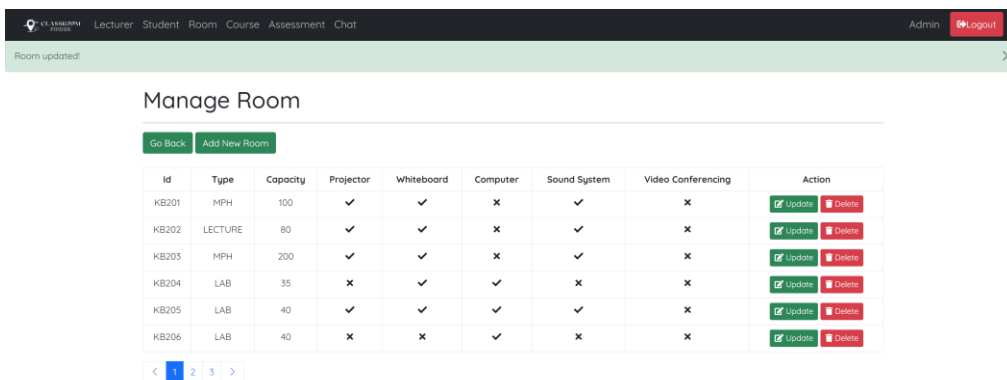 CLASSROOM FINDER Lecturer Student Room Course Assessment Chat Admin Logout
Room updated!
Manage Room
Go Back Add New Room
Id Type Capacity Projector Whiteboard Computer Sound System Video Conferencing Action
KB201 MPH 100 ✓ ✓ × ✓ × Update Delete
KB202 LECTURE 80 ✓ ✓ × ✓ × Update Delete
KB203 MPH 200 ✓ ✓ × ✓ × Update Delete
KB204 LAB 35 × ✓ ✓ × × Update Delete
KB205 LAB 40 ✓ ✓ ✓ ✓ × Update Delete
KB206 LAB 40 × × ✓ × × Update Delete
< 1 2 3 >